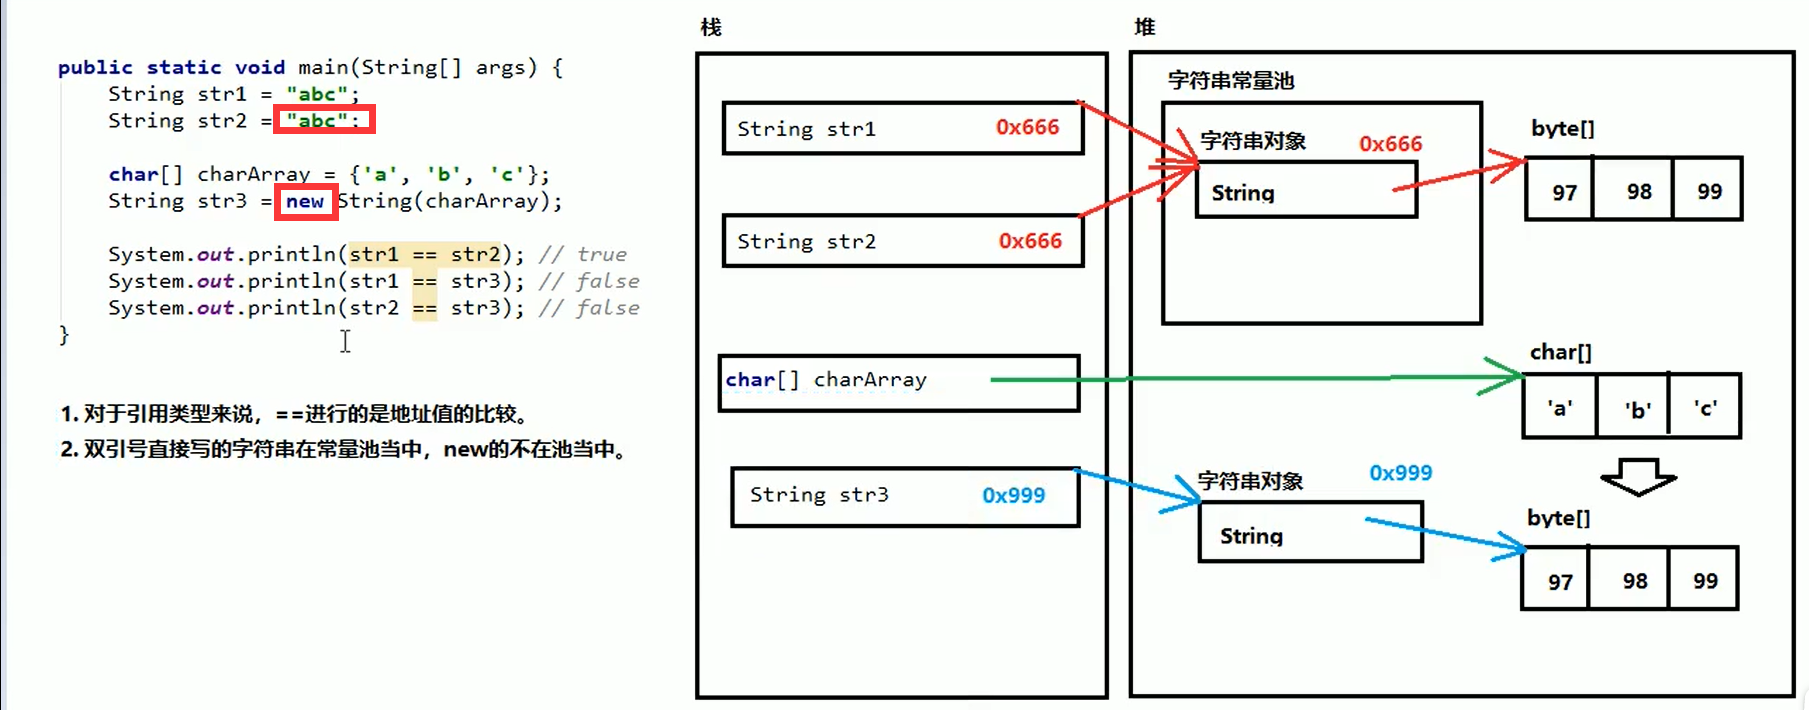 public static void main(String[] args) {
String str1 = "abc";
String str2 = "abc";
char[] charArray = {'a', 'b', 'c'};
String str3 = new String(charArray);
System.out.println(str1 == str2); // true
System.out.println(str1 == str3); // false
System.out.println(str2 == str3); // false
}
1. 对于引用类型来说，==进行的是地址值的比较。
2. 双引号直接写的字符串在常量池当中，new的不在池当中。
栈
String str1 0x666
String str2 0x666
char[] charArray
String str3 0x999
堆
字符串常量池
字符串对象 0x666
String
byte[]
97 98 99
char[]
'a' 'b' 'c'
字符串对象 0x999
String
byte[]
97 98 99